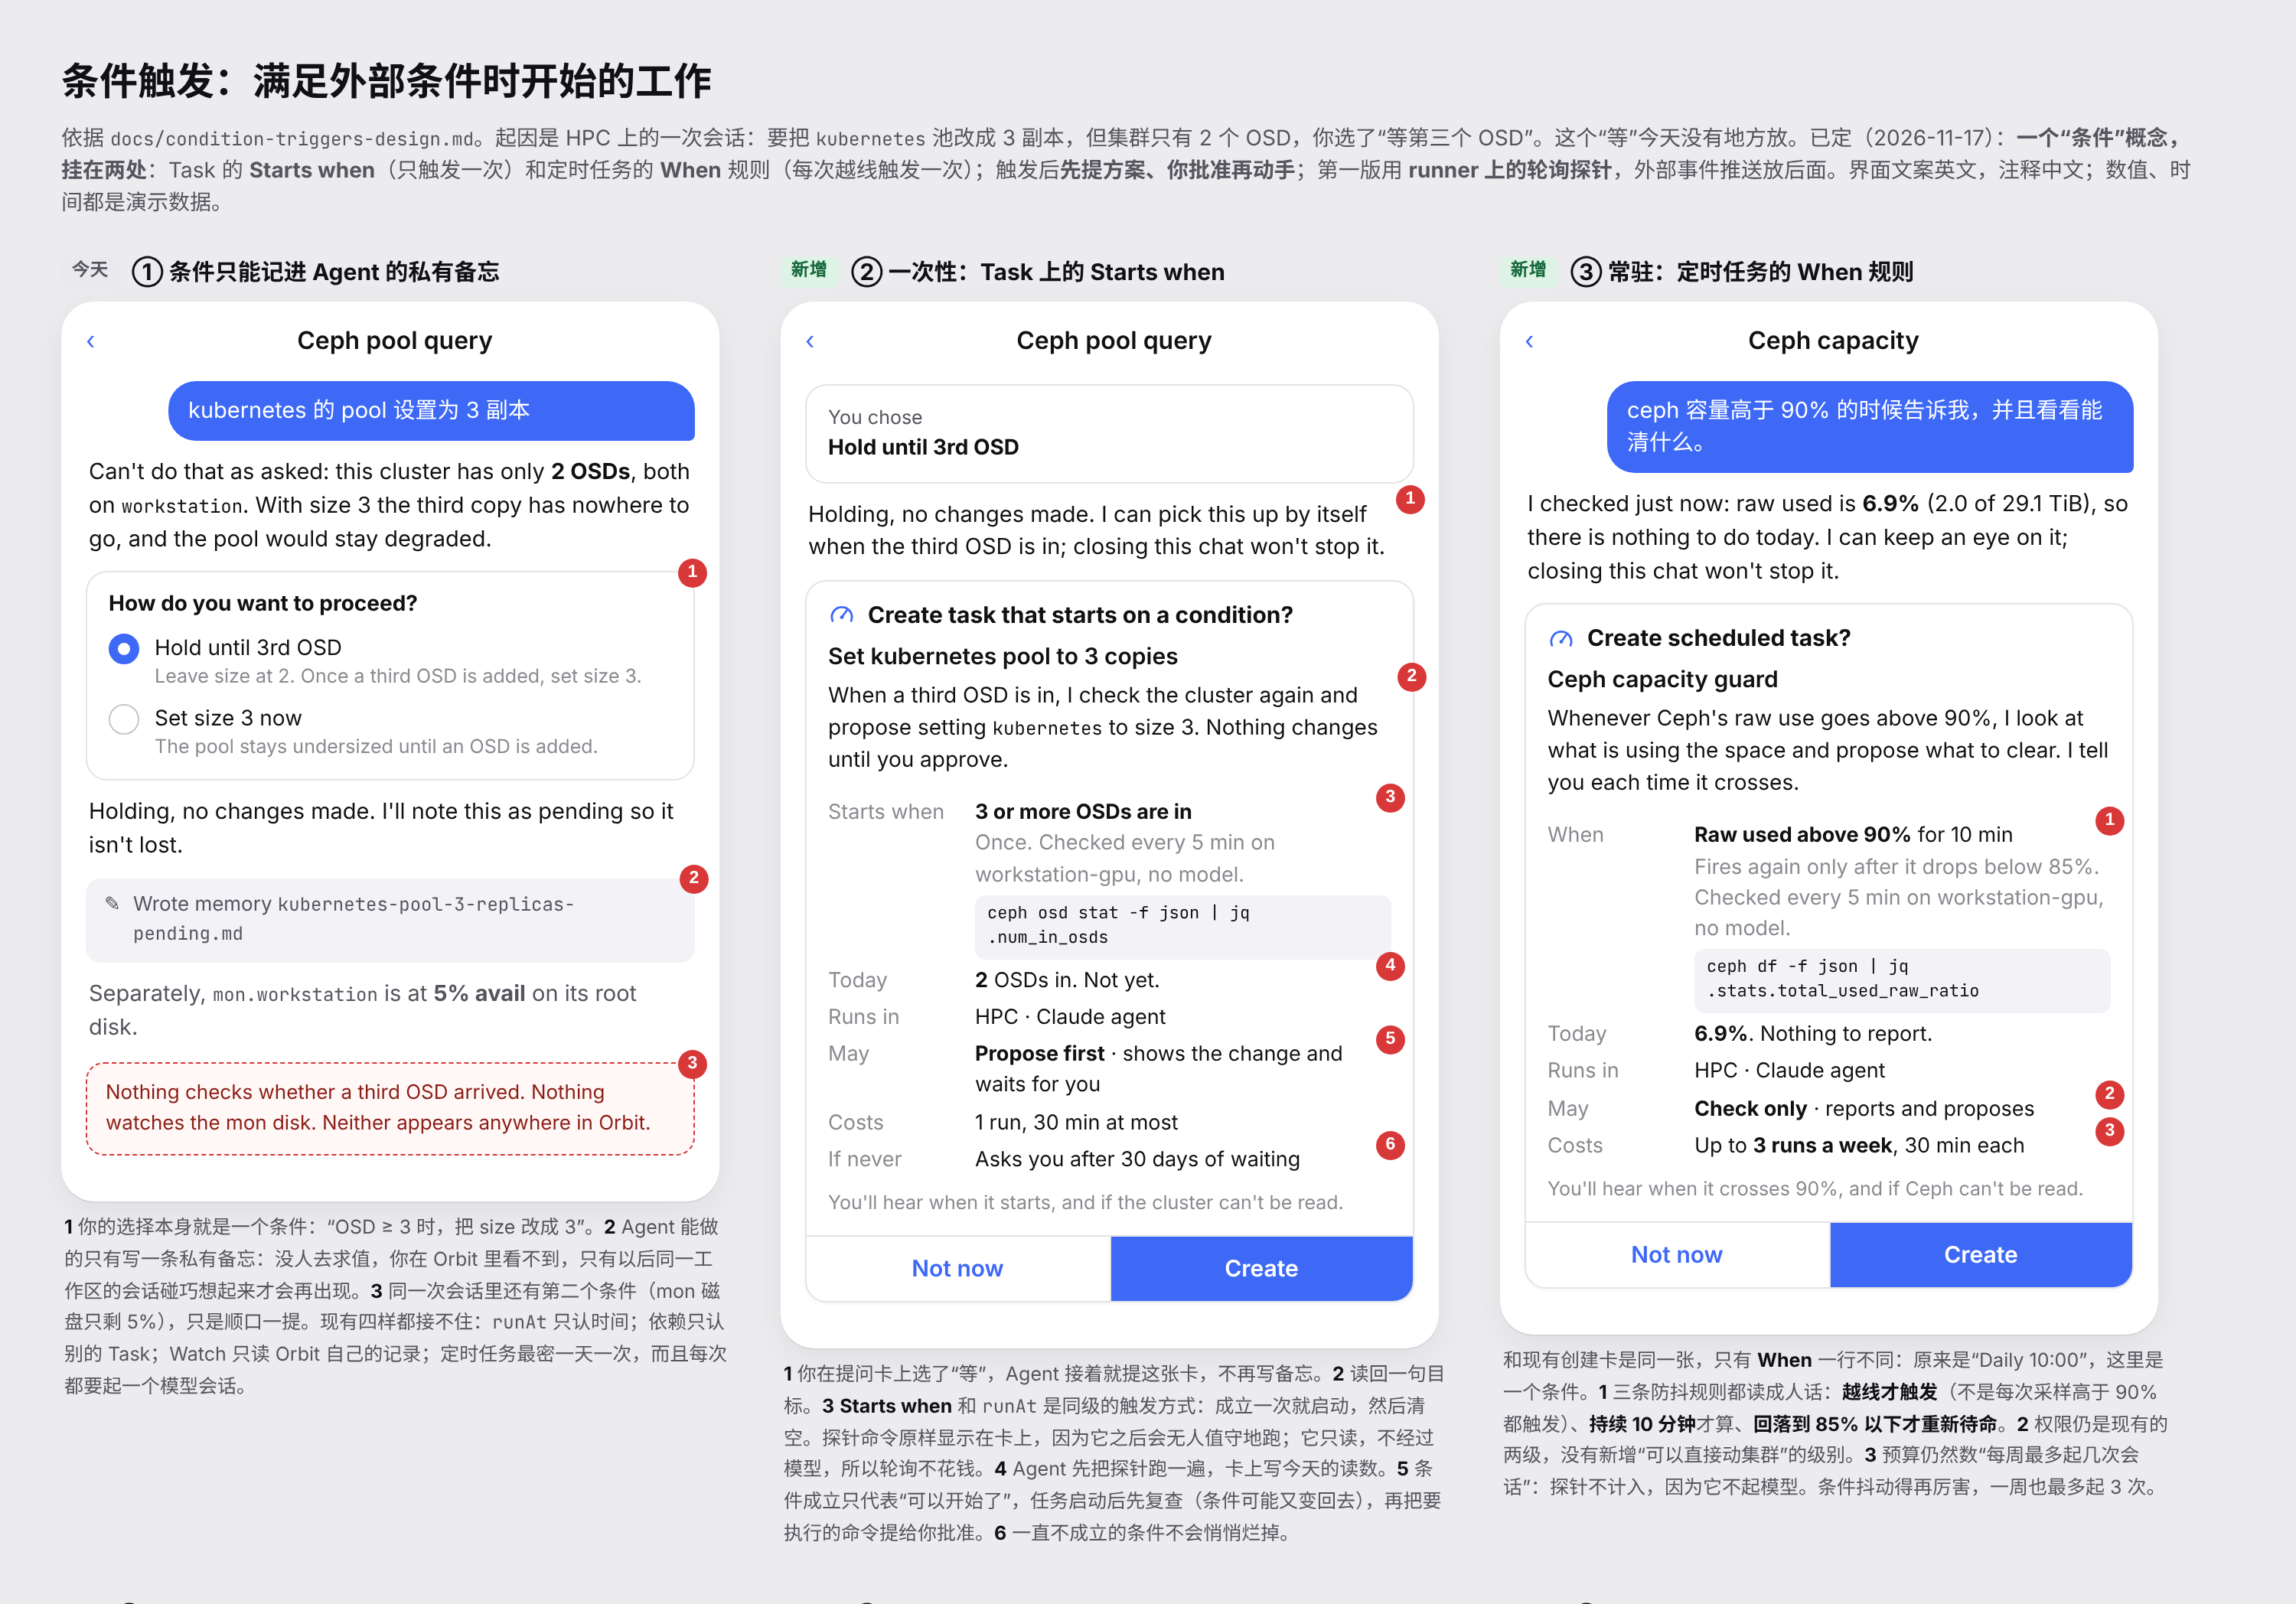 条件触发：满足外部条件时开始的工作
依据 docs/condition-triggers-design.md。起因是 HPC 上的一次会话：要把 kubernetes 池改成 3 副本，但集群只有 2 个 OSD，你选了“等第三个 OSD”。这个“等”今天没有地方放。已定（2026-11-17）：一个“条件”概念，
挂在两处：Task 的 Starts when（只触发一次）和定时任务的 When 规则（每次越线触发一次）；触发后先提方案、你批准再动手；第一版用 runner 上的轮询探针，外部事件推送放后面。界面文案英文，注释中文；数值、时
间都是演示数据。
今天 ① 条件只能记进 Agent 的私有备忘
‹ Ceph pool query
kubernetes 的 pool 设置为 3 副本
Can't do that as asked: this cluster has only 2 OSDs, both
on workstation. With size 3 the third copy has nowhere to
go, and the pool would stay degraded.
1
How do you want to proceed?
Hold until 3rd OSD
Leave size at 2. Once a third OSD is added, set size 3.
Set size 3 now
The pool stays undersized until an OSD is added.
Holding, no changes made. I'll note this as pending so it
isn't lost.
2
✎ Wrote memory kubernetes-pool-3-replicas-
pending.md
Separately, mon.workstation is at 5% avail on its root
disk.
3
Nothing checks whether a third OSD arrived. Nothing
watches the mon disk. Neither appears anywhere in Orbit.
1 你的选择本身就是一个条件：“OSD ≥ 3 时，把 size 改成 3”。2 Agent 能做
的只有写一条私有备忘：没人去求值，你在 Orbit 里看不到，只有以后同一工
作区的会话碰巧想起来才会再出现。3 同一次会话里还有第二个条件（mon 磁
盘只剩 5%），只是顺口一提。现有四样都接不住：runAt 只认时间；依赖只认
别的 Task；Watch 只读 Orbit 自己的记录；定时任务最密一天一次，而且每次
都要起一个模型会话。
新增 ② 一次性：Task 上的 Starts when
‹ Ceph pool query
You chose
Hold until 3rd OSD
1
Holding, no changes made. I can pick this up by itself
when the third OSD is in; closing this chat won't stop it.
Create task that starts on a condition?
Set kubernetes pool to 3 copies
2
When a third OSD is in, I check the cluster again and
propose setting kubernetes to size 3. Nothing changes
until you approve.
3
Starts when 3 or more OSDs are in
Once. Checked every 5 min on
workstation-gpu, no model.
ceph osd stat -f json | jq
.num_in_osds
4
Today 2 OSDs in. Not yet.
Runs in HPC · Claude agent
5
May Propose first · shows the change and
waits for you
Costs 1 run, 30 min at most
6
If never Asks you after 30 days of waiting
You'll hear when it starts, and if the cluster can't be read.
Not now Create
1 你在提问卡上选了“等”，Agent 接着就提这张卡，不再写备忘。2 读回一句目
标。3 Starts when 和 runAt 是同级的触发方式：成立一次就启动，然后清
空。探针命令原样显示在卡上，因为它之后会无人值守地跑；它只读，不经过
模型，所以轮询不花钱。4 Agent 先把探针跑一遍，卡上写今天的读数。5 条
件成立只代表“可以开始了”，任务启动后先复查（条件可能又变回去），再把要
执行的命令提给你批准。6 一直不成立的条件不会悄悄烂掉。
新增 ③ 常驻：定时任务的 When 规则
‹ Ceph capacity
ceph 容量高于 90% 的时候告诉我，并且看看能
清什么。
I checked just now: raw used is 6.9% (2.0 of 29.1 TiB), so
there is nothing to do today. I can keep an eye on it;
closing this chat won't stop it.
Create scheduled task?
Ceph capacity guard
Whenever Ceph's raw use goes above 90%, I look at
what is using the space and propose what to clear. I tell
you each time it crosses.
1
When Raw used above 90% for 10 min
Fires again only after it drops below 85%.
Checked every 5 min on workstation-gpu,
no model.
ceph df -f json | jq
.stats.total_used_raw_ratio
Today 6.9%. Nothing to report.
Runs in HPC · Claude agent
2
May Check only · reports and proposes
3
Costs Up to 3 runs a week, 30 min each
You'll hear when it crosses 90%, and if Ceph can't be read.
Not now Create
和现有创建卡是同一张，只有 When 一行不同：原来是“Daily 10:00”，这里是
一个条件。1 三条防抖规则都读成人话：越线才触发（不是每次采样高于 90%
都触发）、持续 10 分钟才算、回落到 85% 以下才重新待命。2 权限仍是现有的
两级，没有新增“可以直接动集群”的级别。3 预算仍然数“每周最多起几次会
话”：探针不计入，因为它不起模型。条件抖动得再厉害，一周也最多起 3 次。